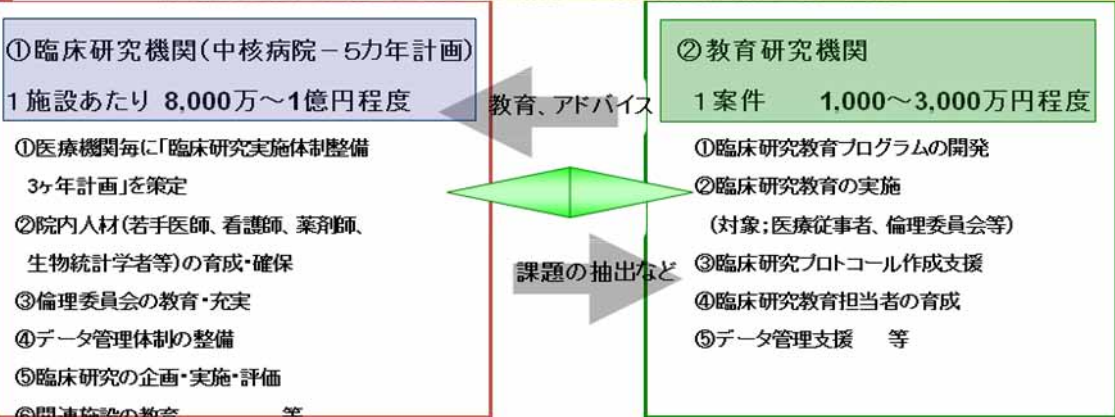 ①臨床研究機関(中核病院－5カ年計画)
1施設あたり 8,000万～1億円程度
①医療機関毎に「臨床研究実施体制整備
3ヶ年計画」を策定
②院内人材(若手医師、看護師、薬剤師、
生物統計学者等)の育成・確保
③倫理委員会の教育・充実
④データ管理体制の整備
⑤臨床研究の企画・実施・評価
⑥関連施設の教育 等
教育、アドバイス
課題の抽出など
②教育研究機関
1案件 1,000～3,000万円程度
①臨床研究教育プログラムの開発
②臨床研究教育の実施
(対象;医療従事者、倫理委員会等)
③臨床研究プロトコール作成支援
④臨床研究教育担当者の育成
⑤データ管理支援 等